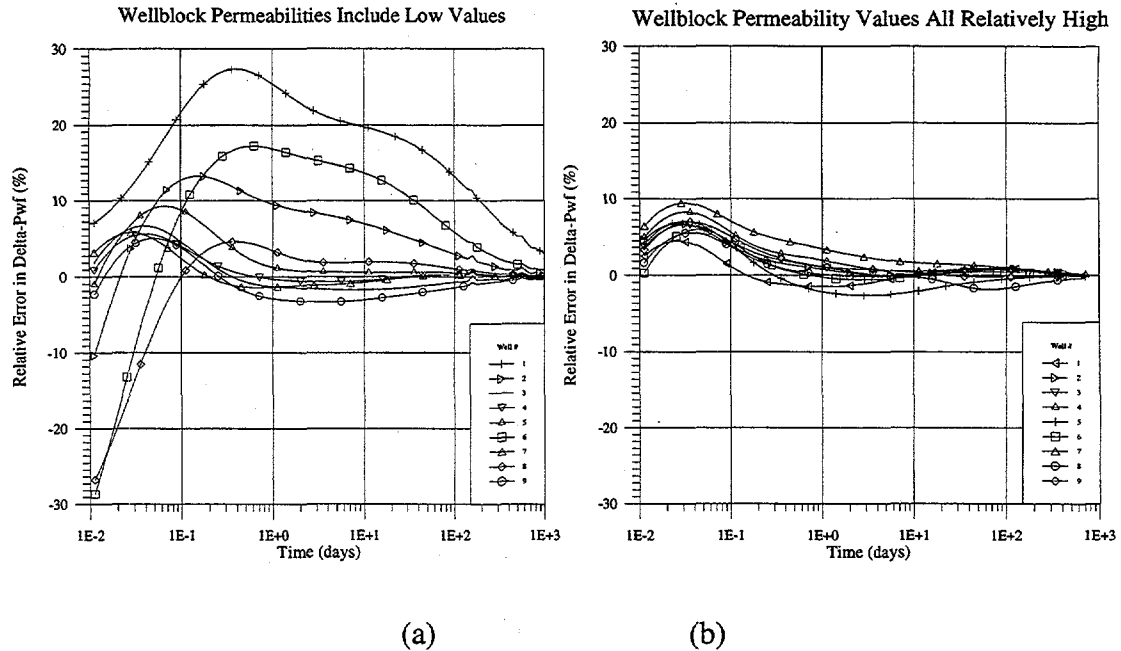 Wellblock Permeabilities Include Low Values
30
20
10
0
-10
-20
-30
Relative Error in Delta-Pwf (%)
1E-2
1E-1
1E+0
1E+1
1E+2
1E+3
Time (days)
Well #
1
2
3
4
5
6
7
8
9
(a)
Wellblock Permeability Values All Relatively High
30
20
10
0
-10
-20
-30
Relative Error in Delta-Pwf (%)
1E-2
1E-1
1E+0
1E+1
1E+2
1E+3
Time (days)
Well #
1
2
3
4
5
6
7
8
9
(b)